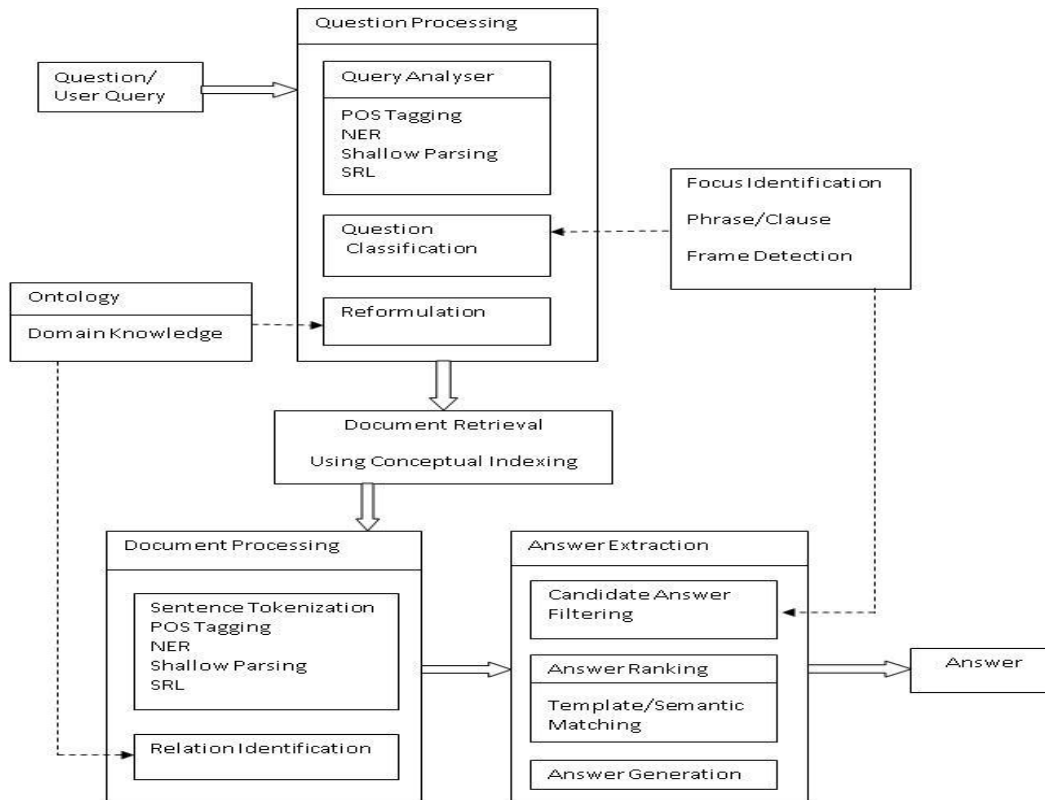 Question Processing
Question/
User Query
Query Analyser
POS Tagging
NER
Shallow Parsing
SRL
Focus Identification
Phrase/Clause
Frame Detection
Question
Classification
Ontology
Domain Knowledge
Reformulation
Document Retrieval
Using Conceptual Indexing
Document Processing
Sentence Tokenization
POS Tagging
NER
Shallow Parsing
SRL
Relation Identification
Answer Extraction
Candidate Answer
Filtering
Answer Ranking
Template/Semantic
Matching
Answer Generation
Answer